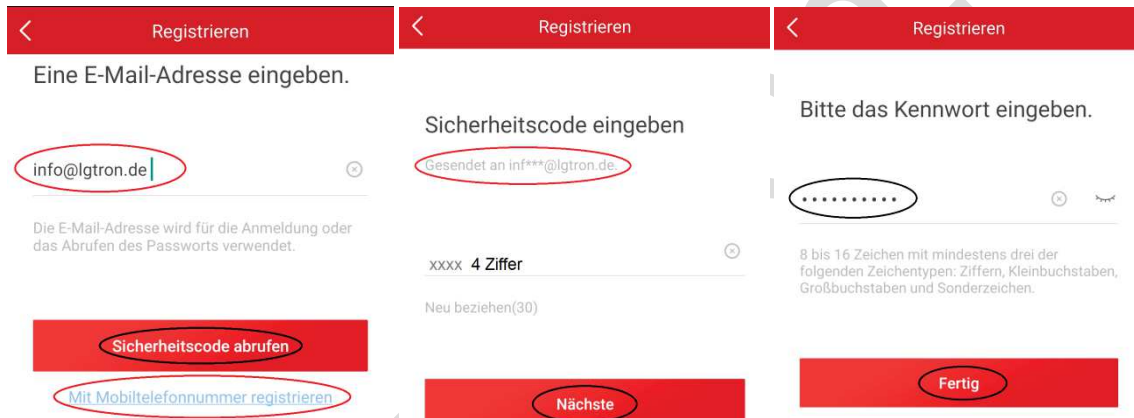 Registrieren
Eine E-Mail-Adresse eingeben.
info@lgtron.de
Die E-Mail-Adresse wird für die Anmeldung oder
das Abrufen des Passworts verwendet.
Sicherheitscode abrufen
Mit Mobiltelefonnummer registrieren
Registrieren
Sicherheitscode eingeben
Gesendet an inf***@lgtron.de.
xxxx 4 Ziffer
Neu beziehen(30)
Nächste
Registrieren
Bitte das Kennwort eingeben.
••••••••••
8 bis 16 Zeichen mit mindestens drei der
folgenden Zeichentypen: Ziffern, Kleinbuchstaben,
Großbuchstaben und Sonderzeichen.
Fertig